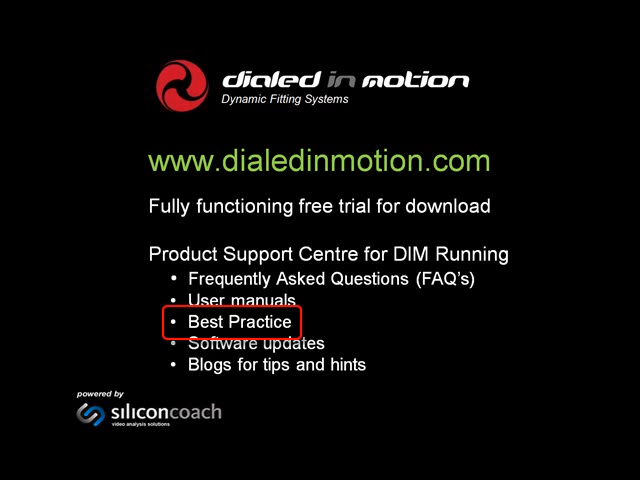 dialed in motion
Dynamic Fitting Systems
www.dialedinmotion.com
Fully functioning free trial for download
Product Support Centre for DIM Running
• Frequently Asked Questions (FAQ's)
• User manuals
• Best Practice
• Software updates
• Blogs for tips and hints
powered by
siliconcoach
video analysis solutions